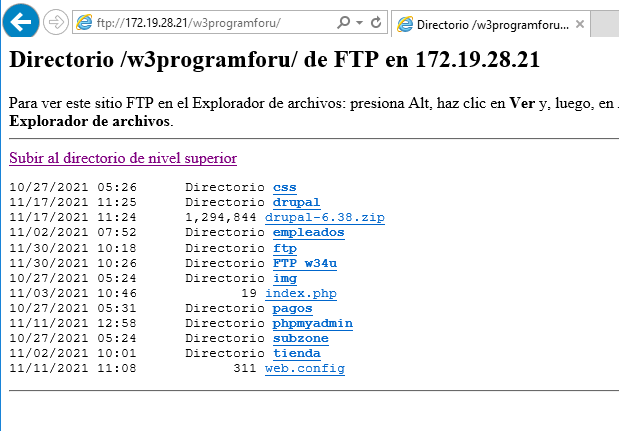 ftp://172.19.28.21/w3programforu/
Directorio /w3programforu...
Directorio /w3programforu/ de FTP en 172.19.28.21
Para ver este sitio FTP en el Explorador de archivos: presiona Alt, haz clic en Ver y, luego, en
Explorador de archivos.
Subir al directorio de nivel superior
10/27/2021 05:26 Directorio css
11/17/2021 11:25 Directorio drupal
11/17/2021 11:24 1,294,844 drupal-6.38.zip
11/02/2021 07:52 Directorio empleados
11/30/2021 10:18 Directorio ftp
11/30/2021 10:26 Directorio FTP w34u
10/27/2021 05:24 Directorio img
11/03/2021 10:46 19 index.php
10/27/2021 05:31 Directorio pagos
11/11/2021 12:58 Directorio phpmyadmin
10/27/2021 05:24 Directorio subzone
11/02/2021 10:01 Directorio tienda
11/11/2021 11:08 311 web.config